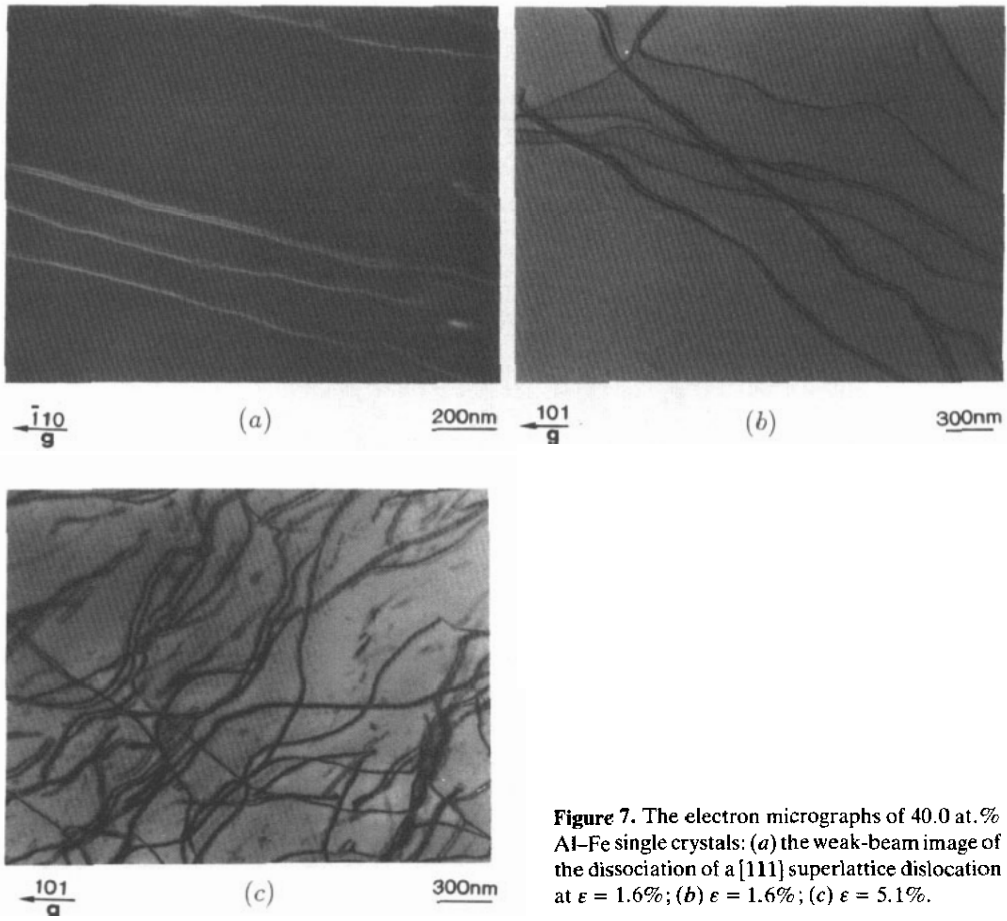 1̄10
g
(a)
200nm
101
g
(b)
300nm
101
g
(c)
300nm
Figure 7. The electron micrographs of 40.0 at.%
Al–Fe single crystals: (a) the weak-beam image of
the dissociation of a [111] superlattice dislocation
at ε = 1.6%; (b) ε = 1.6%; (c) ε = 5.1%.